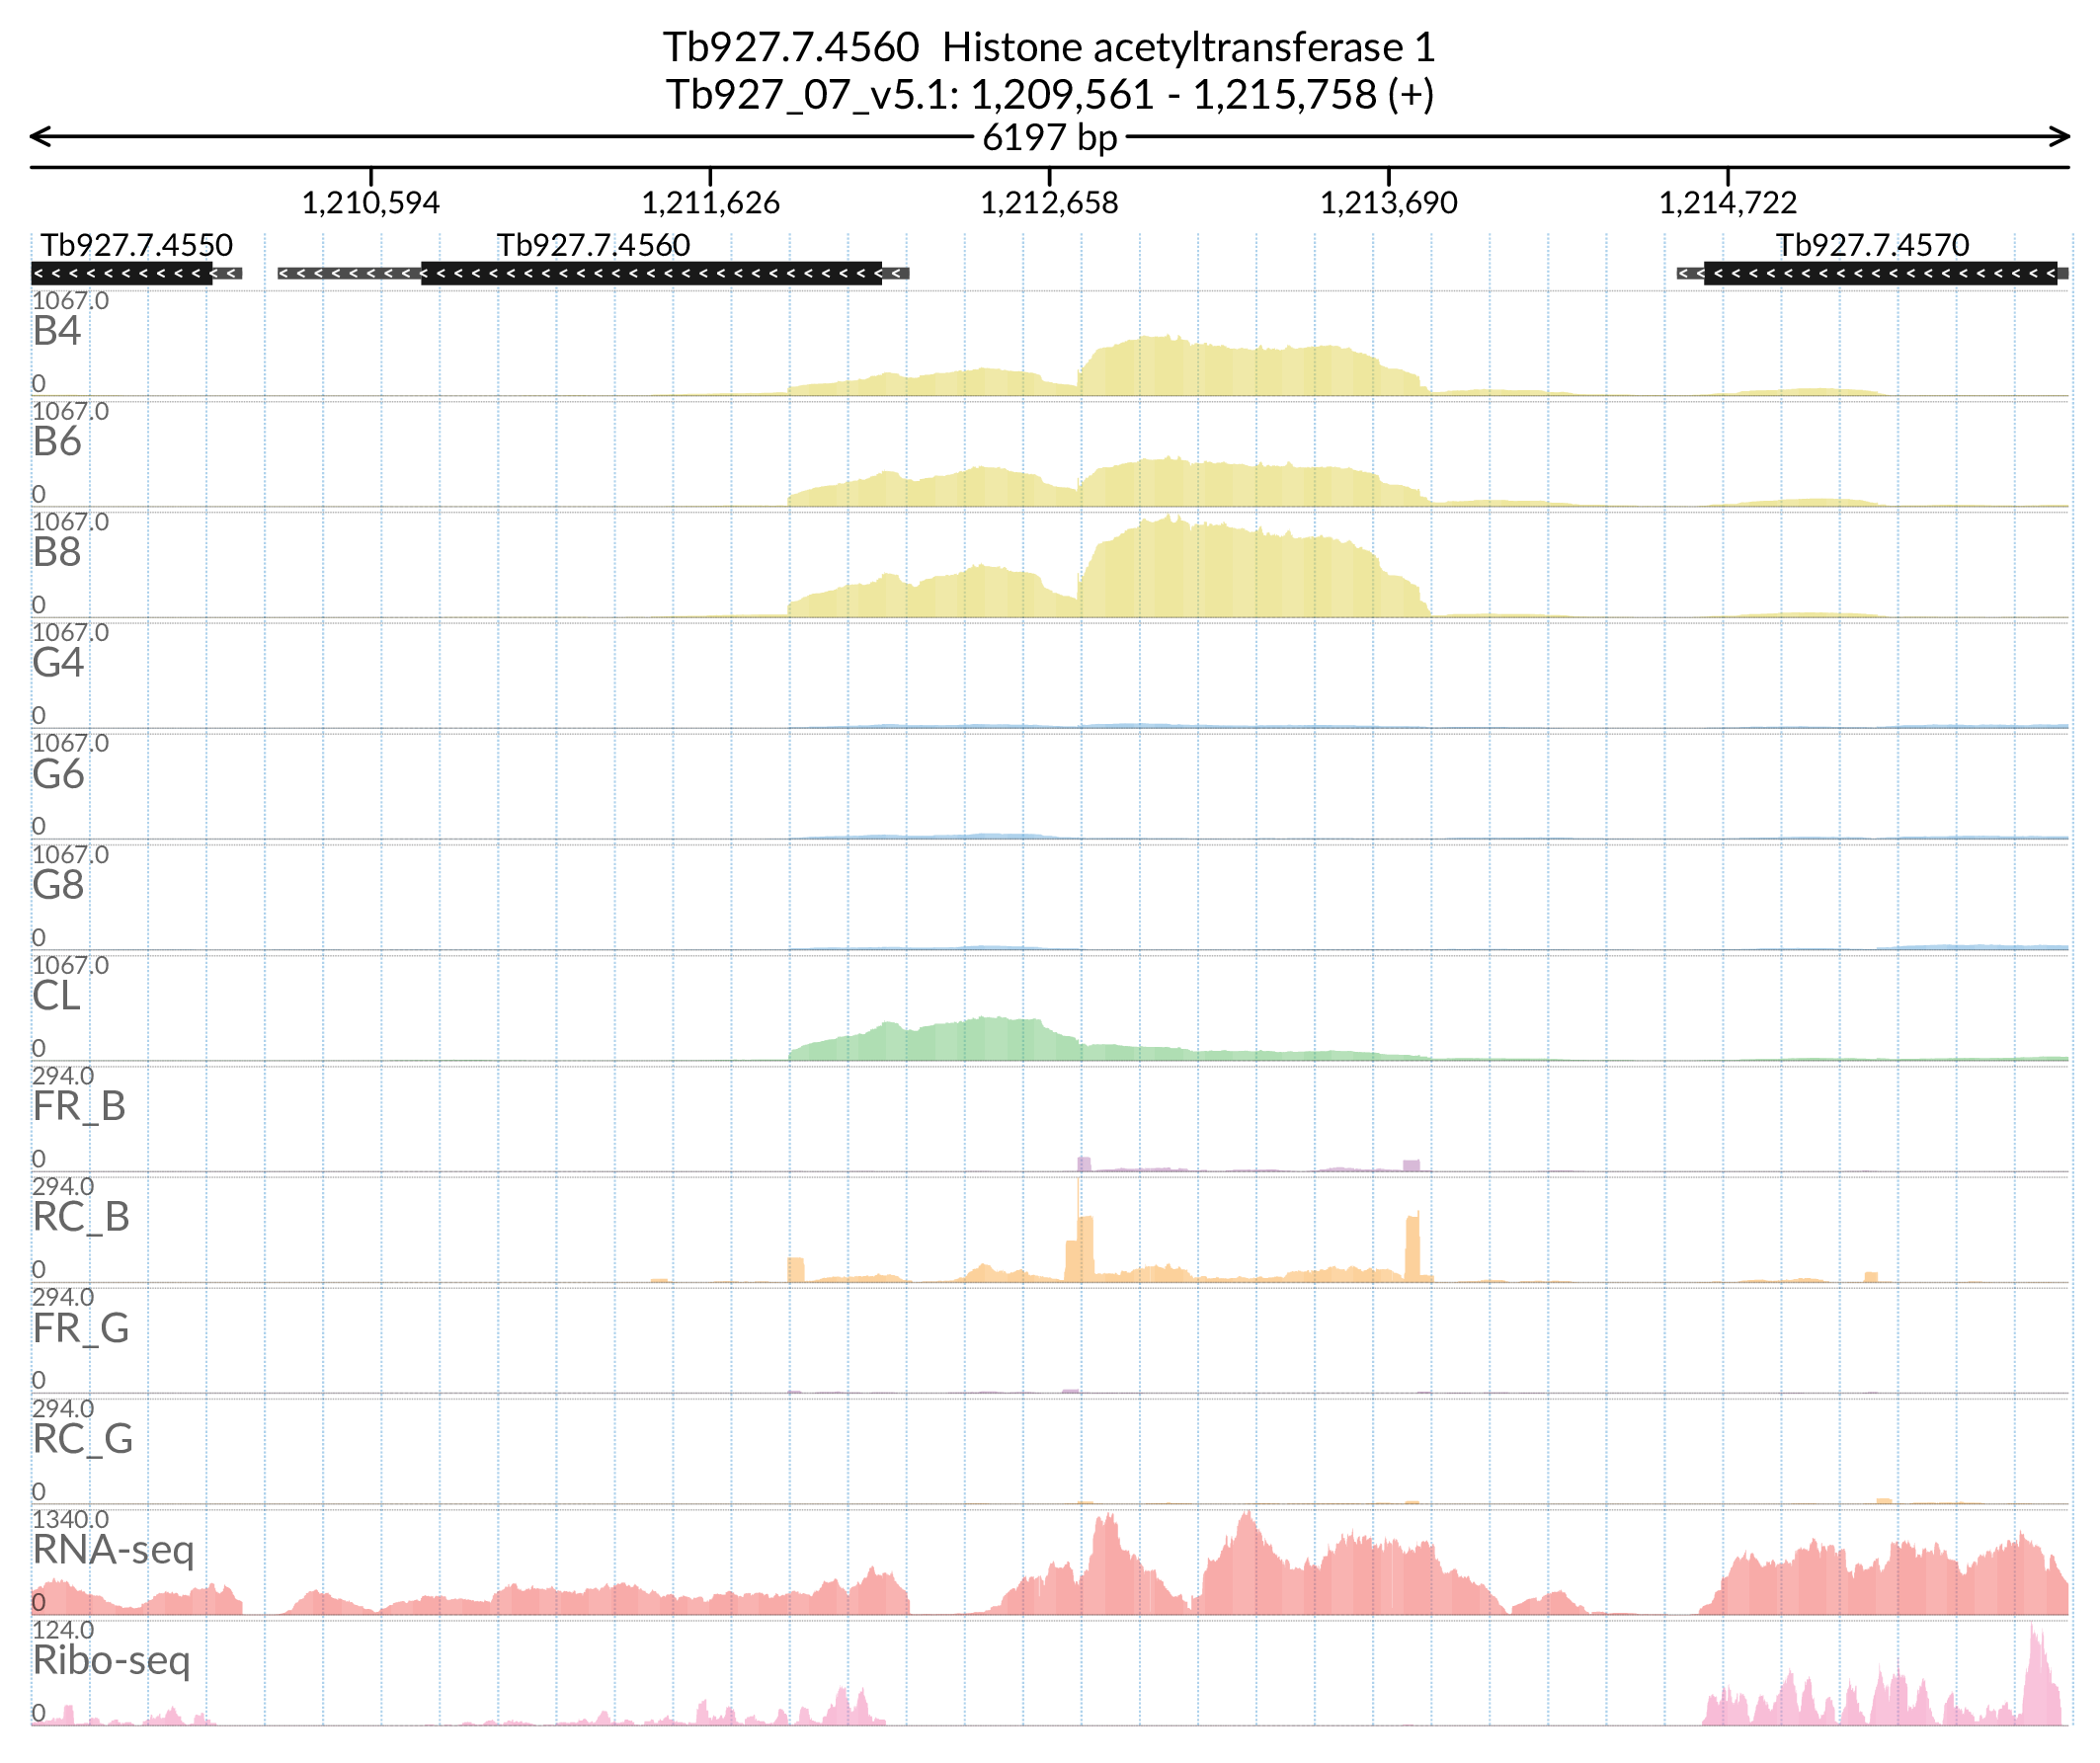 Tb927.7.4560 Histone acetyltransferase 1
Tb927_07_v5.1: 1,209,561 - 1,215,758 (+)
6197 bp
1,210,594 1,211,626 1,212,658 1,213,690 1,214,722
Tb927.7.4550 Tb927.7.4560 Tb927.7.4570
1067.0
B4
0
1067.0
B6
0
1067.0
B8
0
1067.0
G4
0
1067.0
G6
0
1067.0
G8
0
1067.0
CL
0
294.0
FR_B
0
294.0
RC_B
0
294.0
FR_G
0
294.0
RC_G
0
1340.0
RNA-seq
0
124.0
Ribo-seq
0